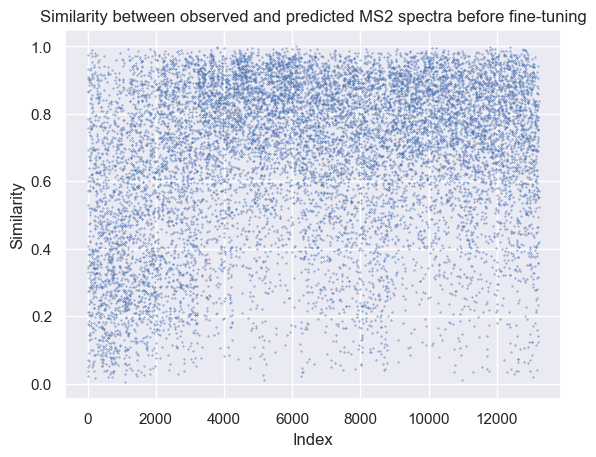 Similarity between observed and predicted MS2 spectra before fine-tuning
1.0
0.8
0.6
0.4
0.2
0.0
Similarity
0 2000 4000 6000 8000 10000 12000
Index